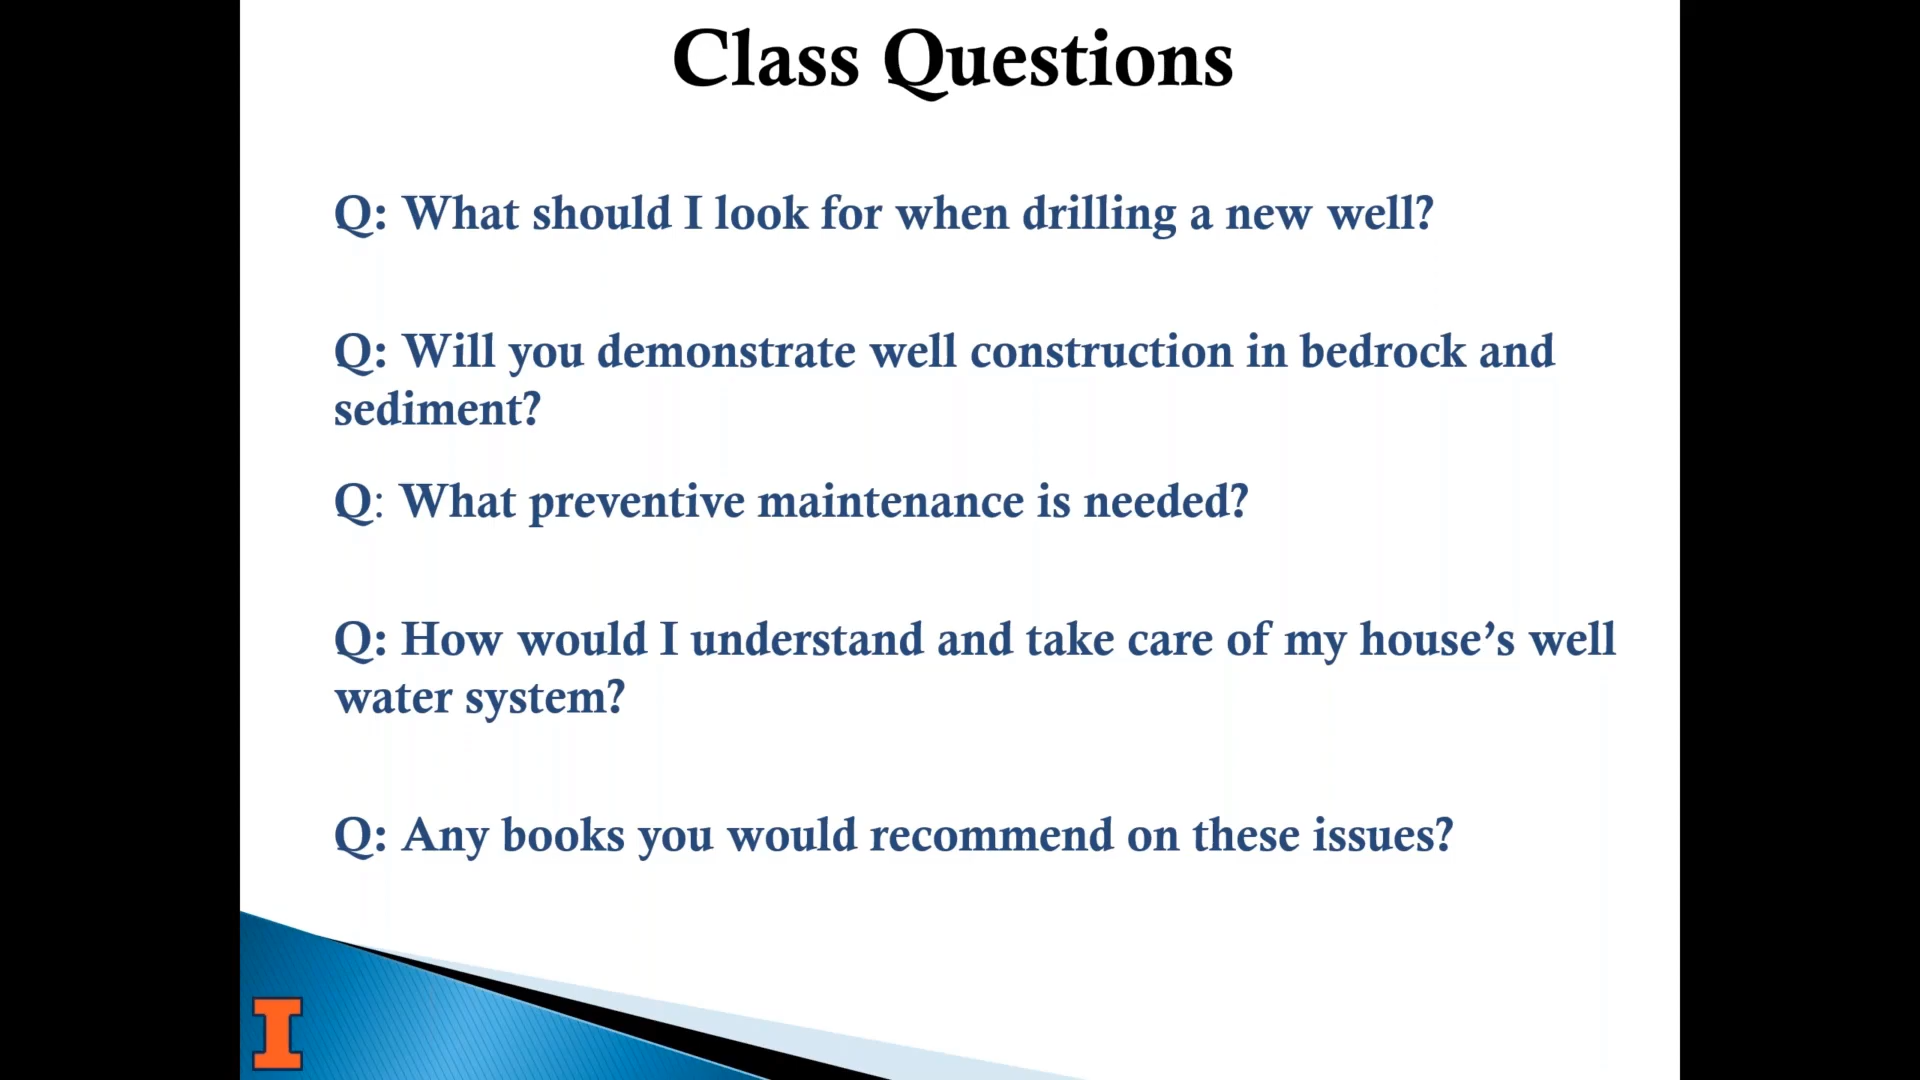 Class Questions
Q: What should I look for when drilling a new well?
Q: Will you demonstrate well construction in bedrock and
sediment?
Q: What preventive maintenance is needed?
Q: How would I understand and take care of my house’s well
water system?
Q: Any books you would recommend on these issues?
I